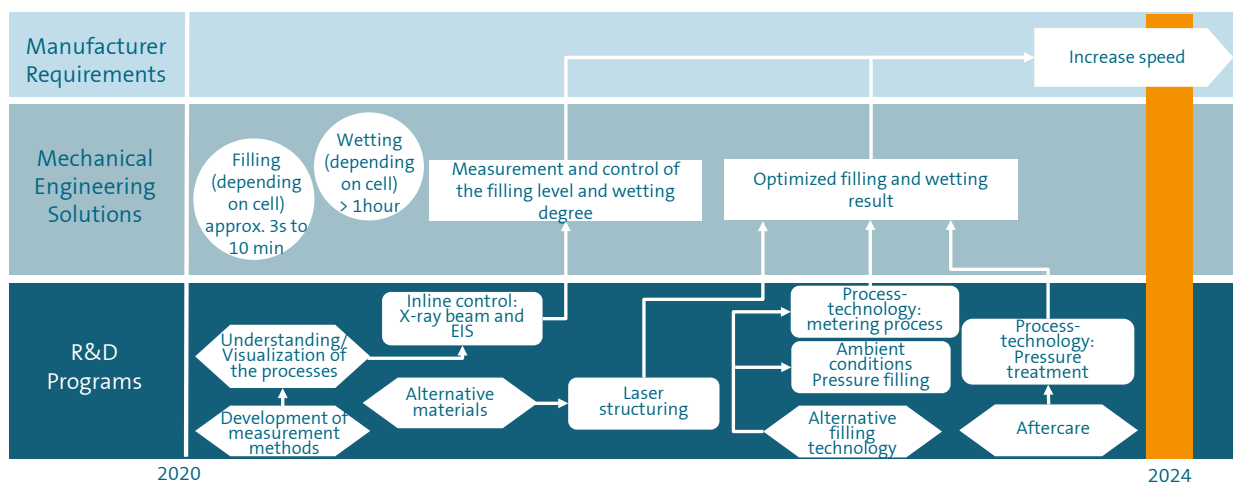 Manufacturer
Requirements
Increase speed
Mechanical
Engineering
Solutions
Filling
(depending
on cell)
approx. 3s to
10 min
Wetting
(depending
on cell)
> 1hour
Measurement and control of
the filling level and wetting
degree
Optimized filling and wetting
result
R&D
Programs
Understanding/
Visualization of
the processes
Development of
measurement
methods
Inline control:
X-ray beam and
EIS
Alternative
materials
Laser
structuring
Process-
technology:
metering process
Ambient
conditions
Pressure filling
Alternative
filling
technology
Process-
technology:
Pressure
treatment
Aftercare
2020
2024